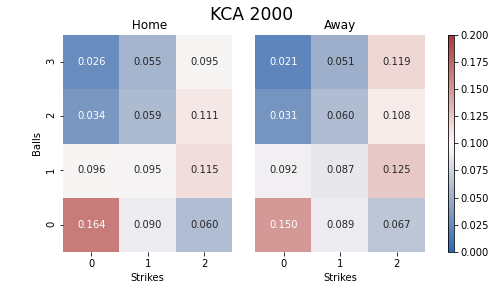 KCA 2000
Home
Away
Balls
3
0.026 0.055 0.095
0.021 0.051 0.119
2
0.034 0.059 0.111
0.031 0.060 0.108
1
0.096 0.095 0.115
0.092 0.087 0.125
0
0.164 0.090 0.060
0.150 0.089 0.067
0 1 2
0 1 2
Strikes
Strikes
0.200
0.175
0.150
0.125
0.100
0.075
0.050
0.025
0.000